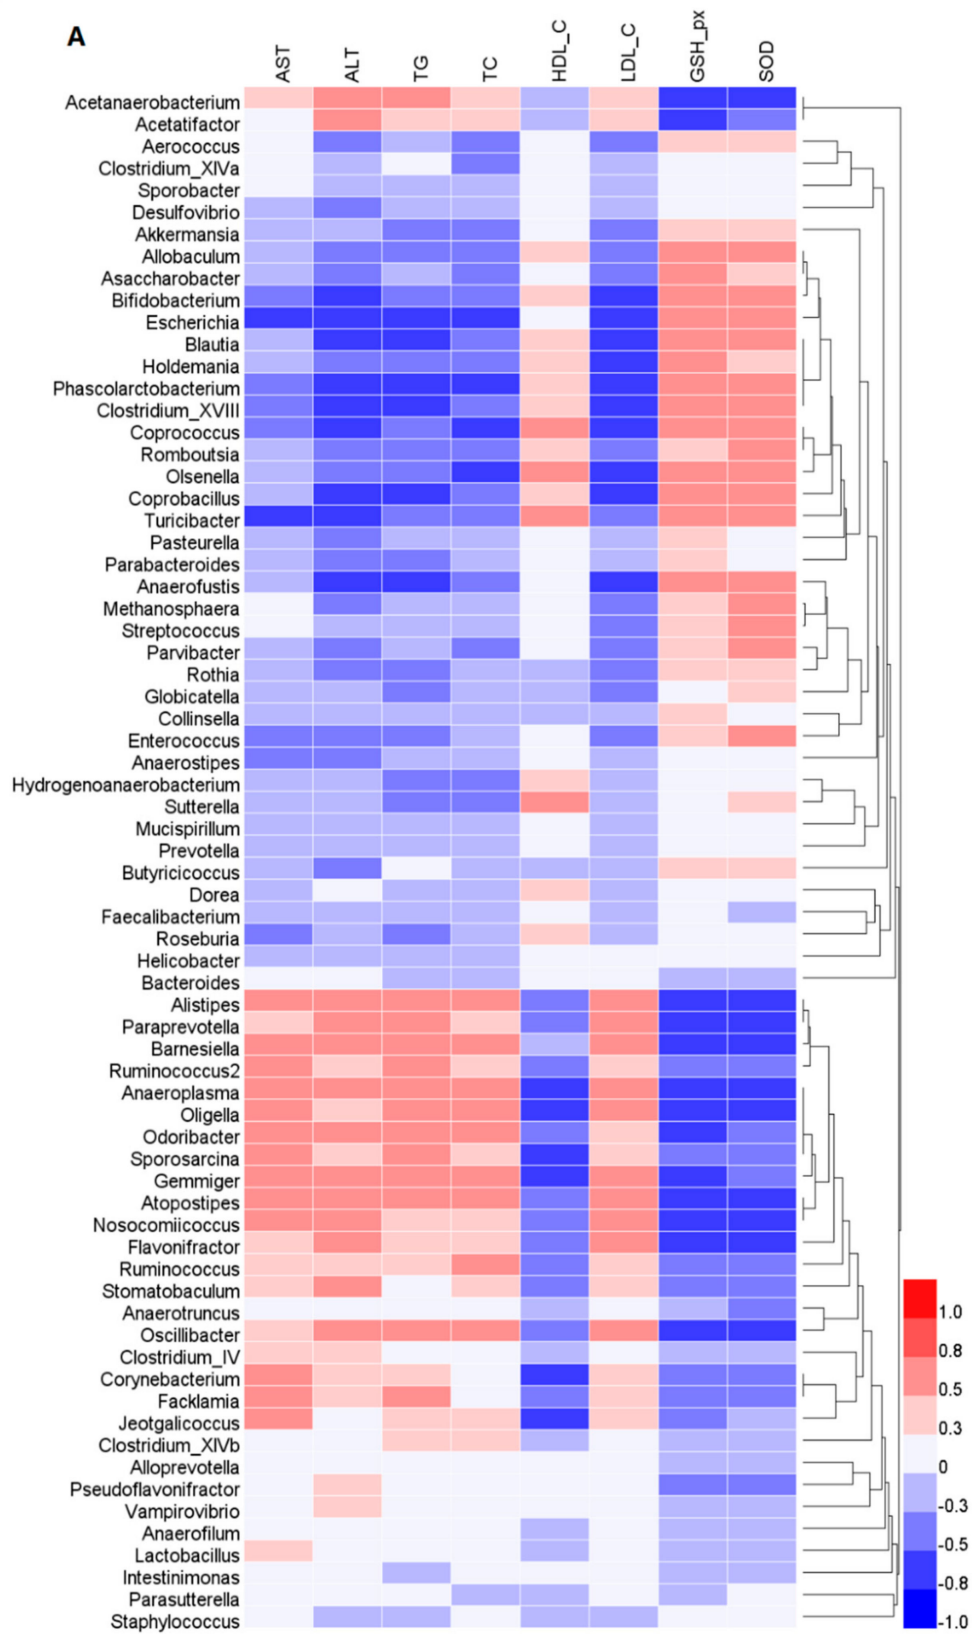 A
AST ALT TG TC HDL_C LDL_C GSH_px SOD
Acetanaerobacterium
Acetatifactor
Aerococcus
Clostridium_XIVa
Sporobacter
Desulfovibrio
Akkermansia
Allobaculum
Asaccharobacter
Bifidobacterium
Escherichia
Blautia
Holdemania
Phascolarctobacterium
Clostridium_XVIII
Coprococcus
Romboutsia
Olsenella
Coprobacillus
Turicibacter
Pasteurella
Parabacteroides
Anaerofustis
Methanosphaera
Streptococcus
Parvibacter
Rothia
Globicatella
Collinsella
Enterococcus
Anaerostipes
Hydrogenoanaerobacterium
Sutterella
Mucispirillum
Prevotella
Butyricicoccus
Dorea
Faecalibacterium
Roseburia
Helicobacter
Bacteroides
Alistipes
Paraprevotella
Barnesiella
Ruminococcus2
Anaeroplasma
Oligella
Odoribacter
Sporosarcina
Gemmiger
Atopostipes
Nosocomiicoccus
Flavonifractor
Ruminococcus
Stomatobaculum
Anaerotruncus
Oscillibacter
Clostridium_IV
Corynebacterium
Facklamia
Jeotgalicoccus
Clostridium_XIVb
Alloprevotella
Pseudoflavonifractor
Vampirovibrio
Anaerofilum
Lactobacillus
Intestinimonas
Parasutterella
Staphylococcus
1.0
0.8
0.5
0.3
0
-0.3
-0.5
-0.8
-1.0